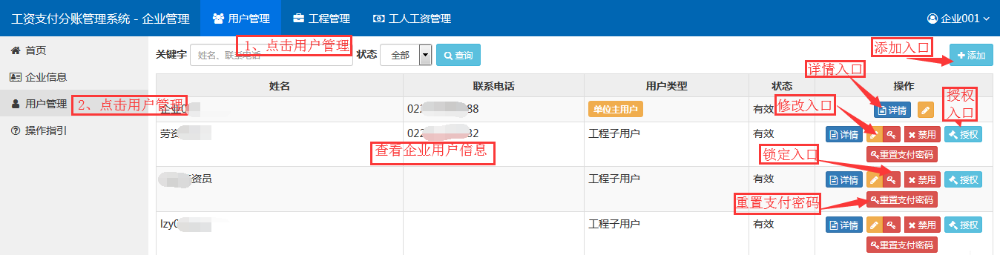 工资支付分账管理系统 - 企业管理 用户管理 工程管理 工人工资管理 企业001
首页
企业信息
用户管理
操作指引
1、点击用户管理
2、点击用户管理
关键字 姓名、联系电话 状态 全部 查询 添加
添加入口
详情入口
修改入口
授权入口
锁定入口
重置支付密码
查看企业用户信息
姓名 联系电话 用户类型 状态 操作
企业0 022 88 单位主用户 有效 详情
劳资 022 32 工程子用户 有效 详情 禁用 授权
重置支付密码
资员 工程子用户 有效 详情 禁用 授权
重置支付密码
lzy0 工程子用户 有效 详情 禁用 授权
重置支付密码